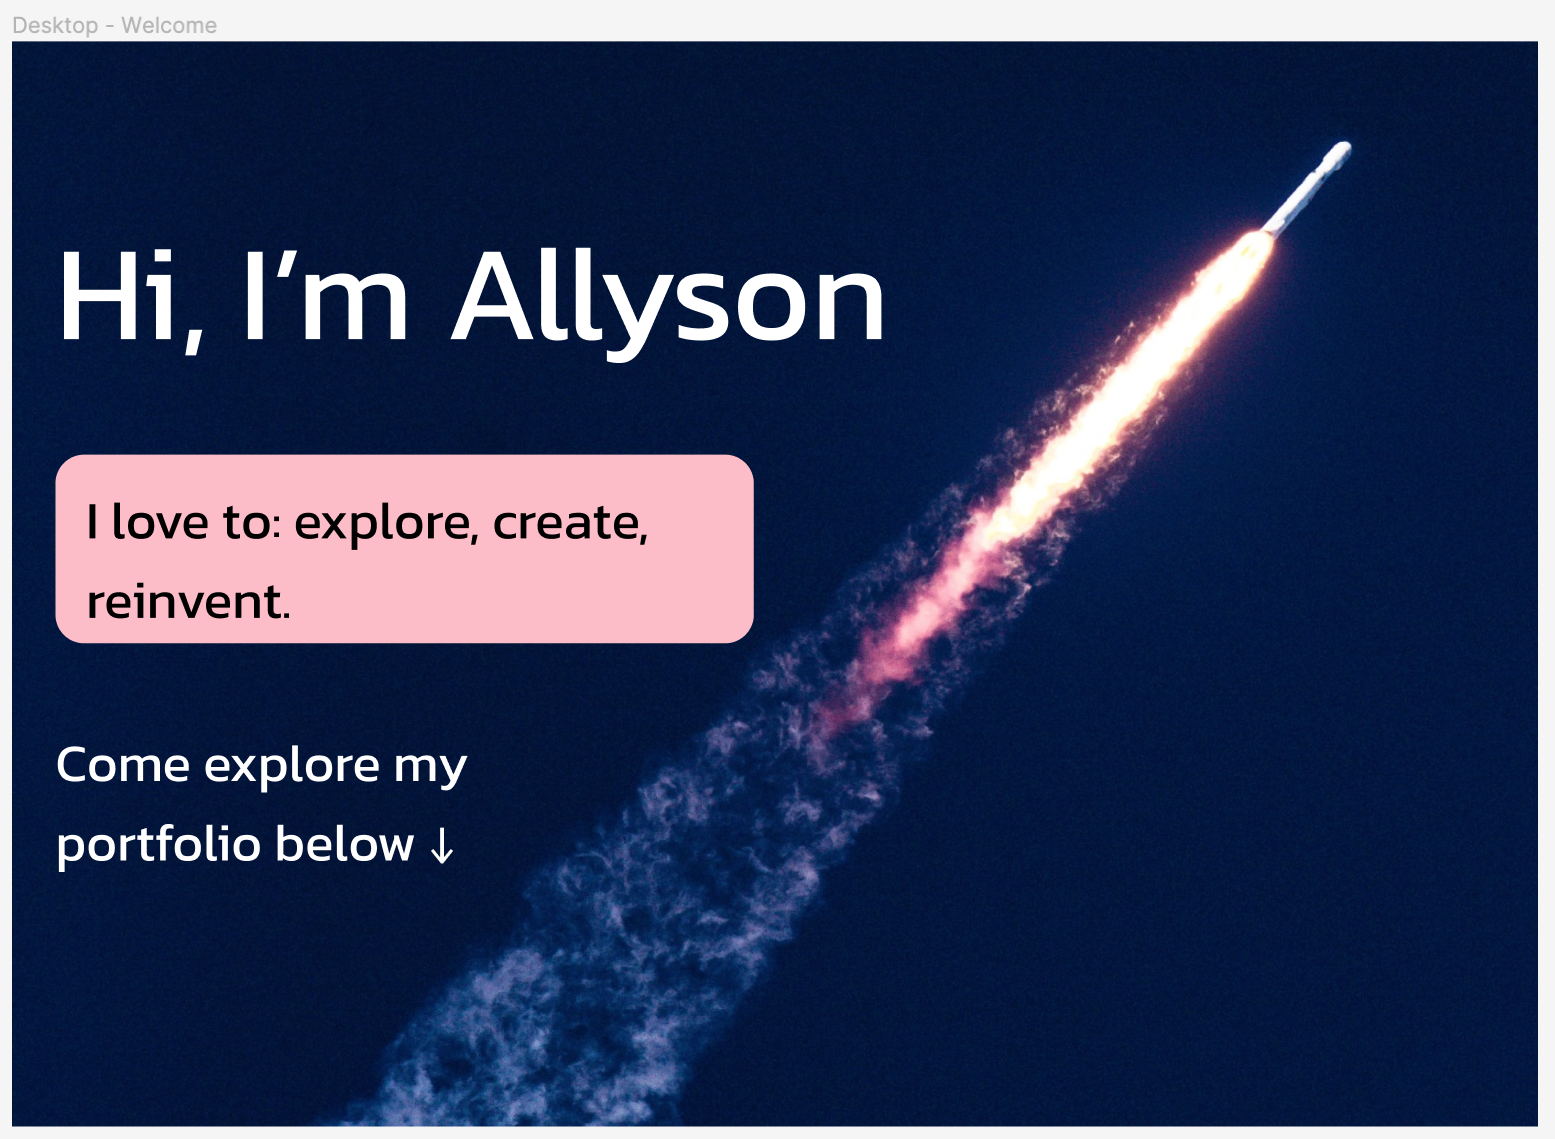 Desktop - Welcome
Hi, I’m Allyson
I love to: explore, create,
reinvent.
Come explore my
portfolio below ↓